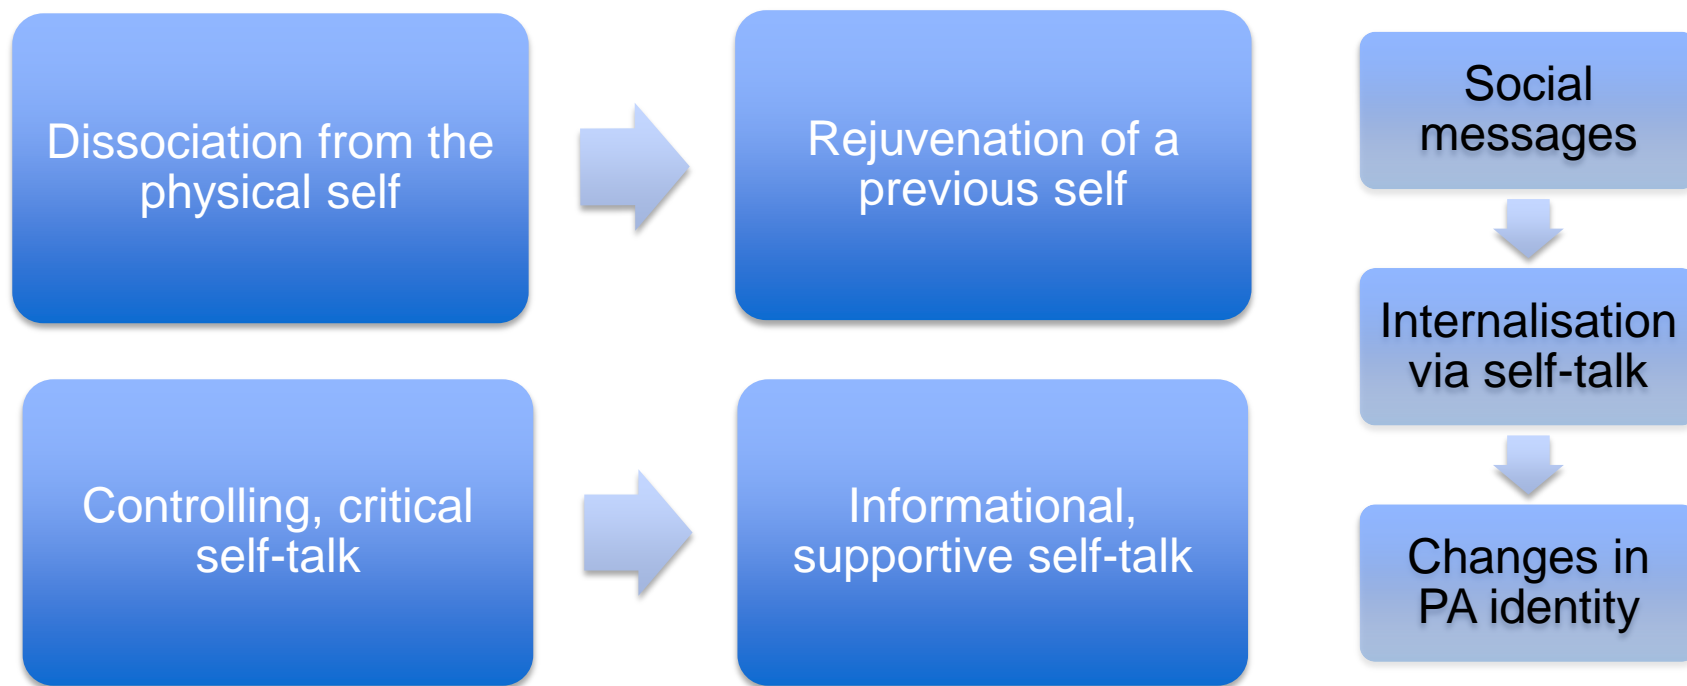 Dissociation from the
physical self
Rejuvenation of a
previous self
Controlling, critical
self-talk
Informational,
supportive self-talk
Social
messages
Internalisation
via self-talk
Changes in
PA identity